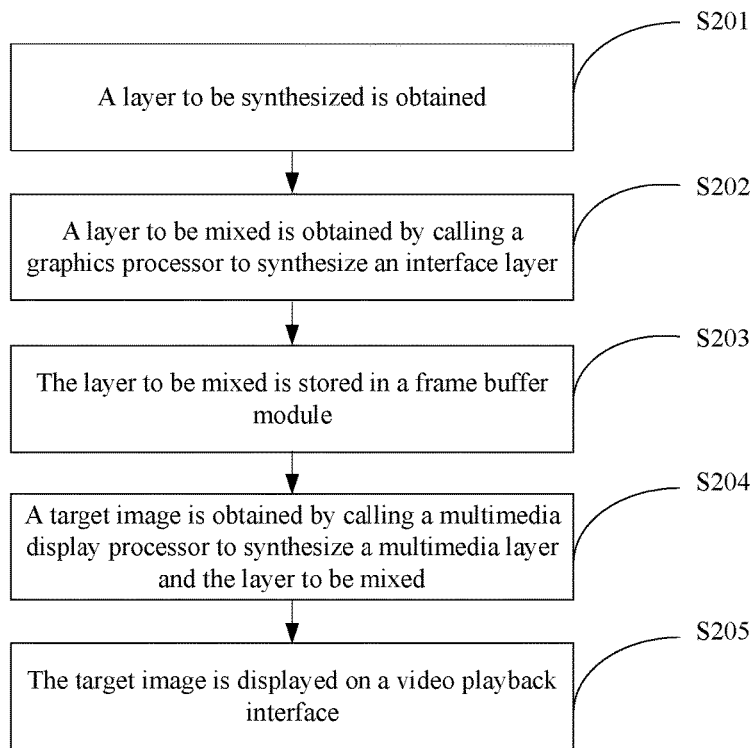 S201
A layer to be synthesized is obtained
S202
A layer to be mixed is obtained by calling a
graphics processor to synthesize an interface layer
S203
The layer to be mixed is stored in a frame buffer
module
S204
A target image is obtained by calling a multimedia
display processor to synthesize a multimedia layer
and the layer to be mixed
S205
The target image is displayed on a video playback
interface